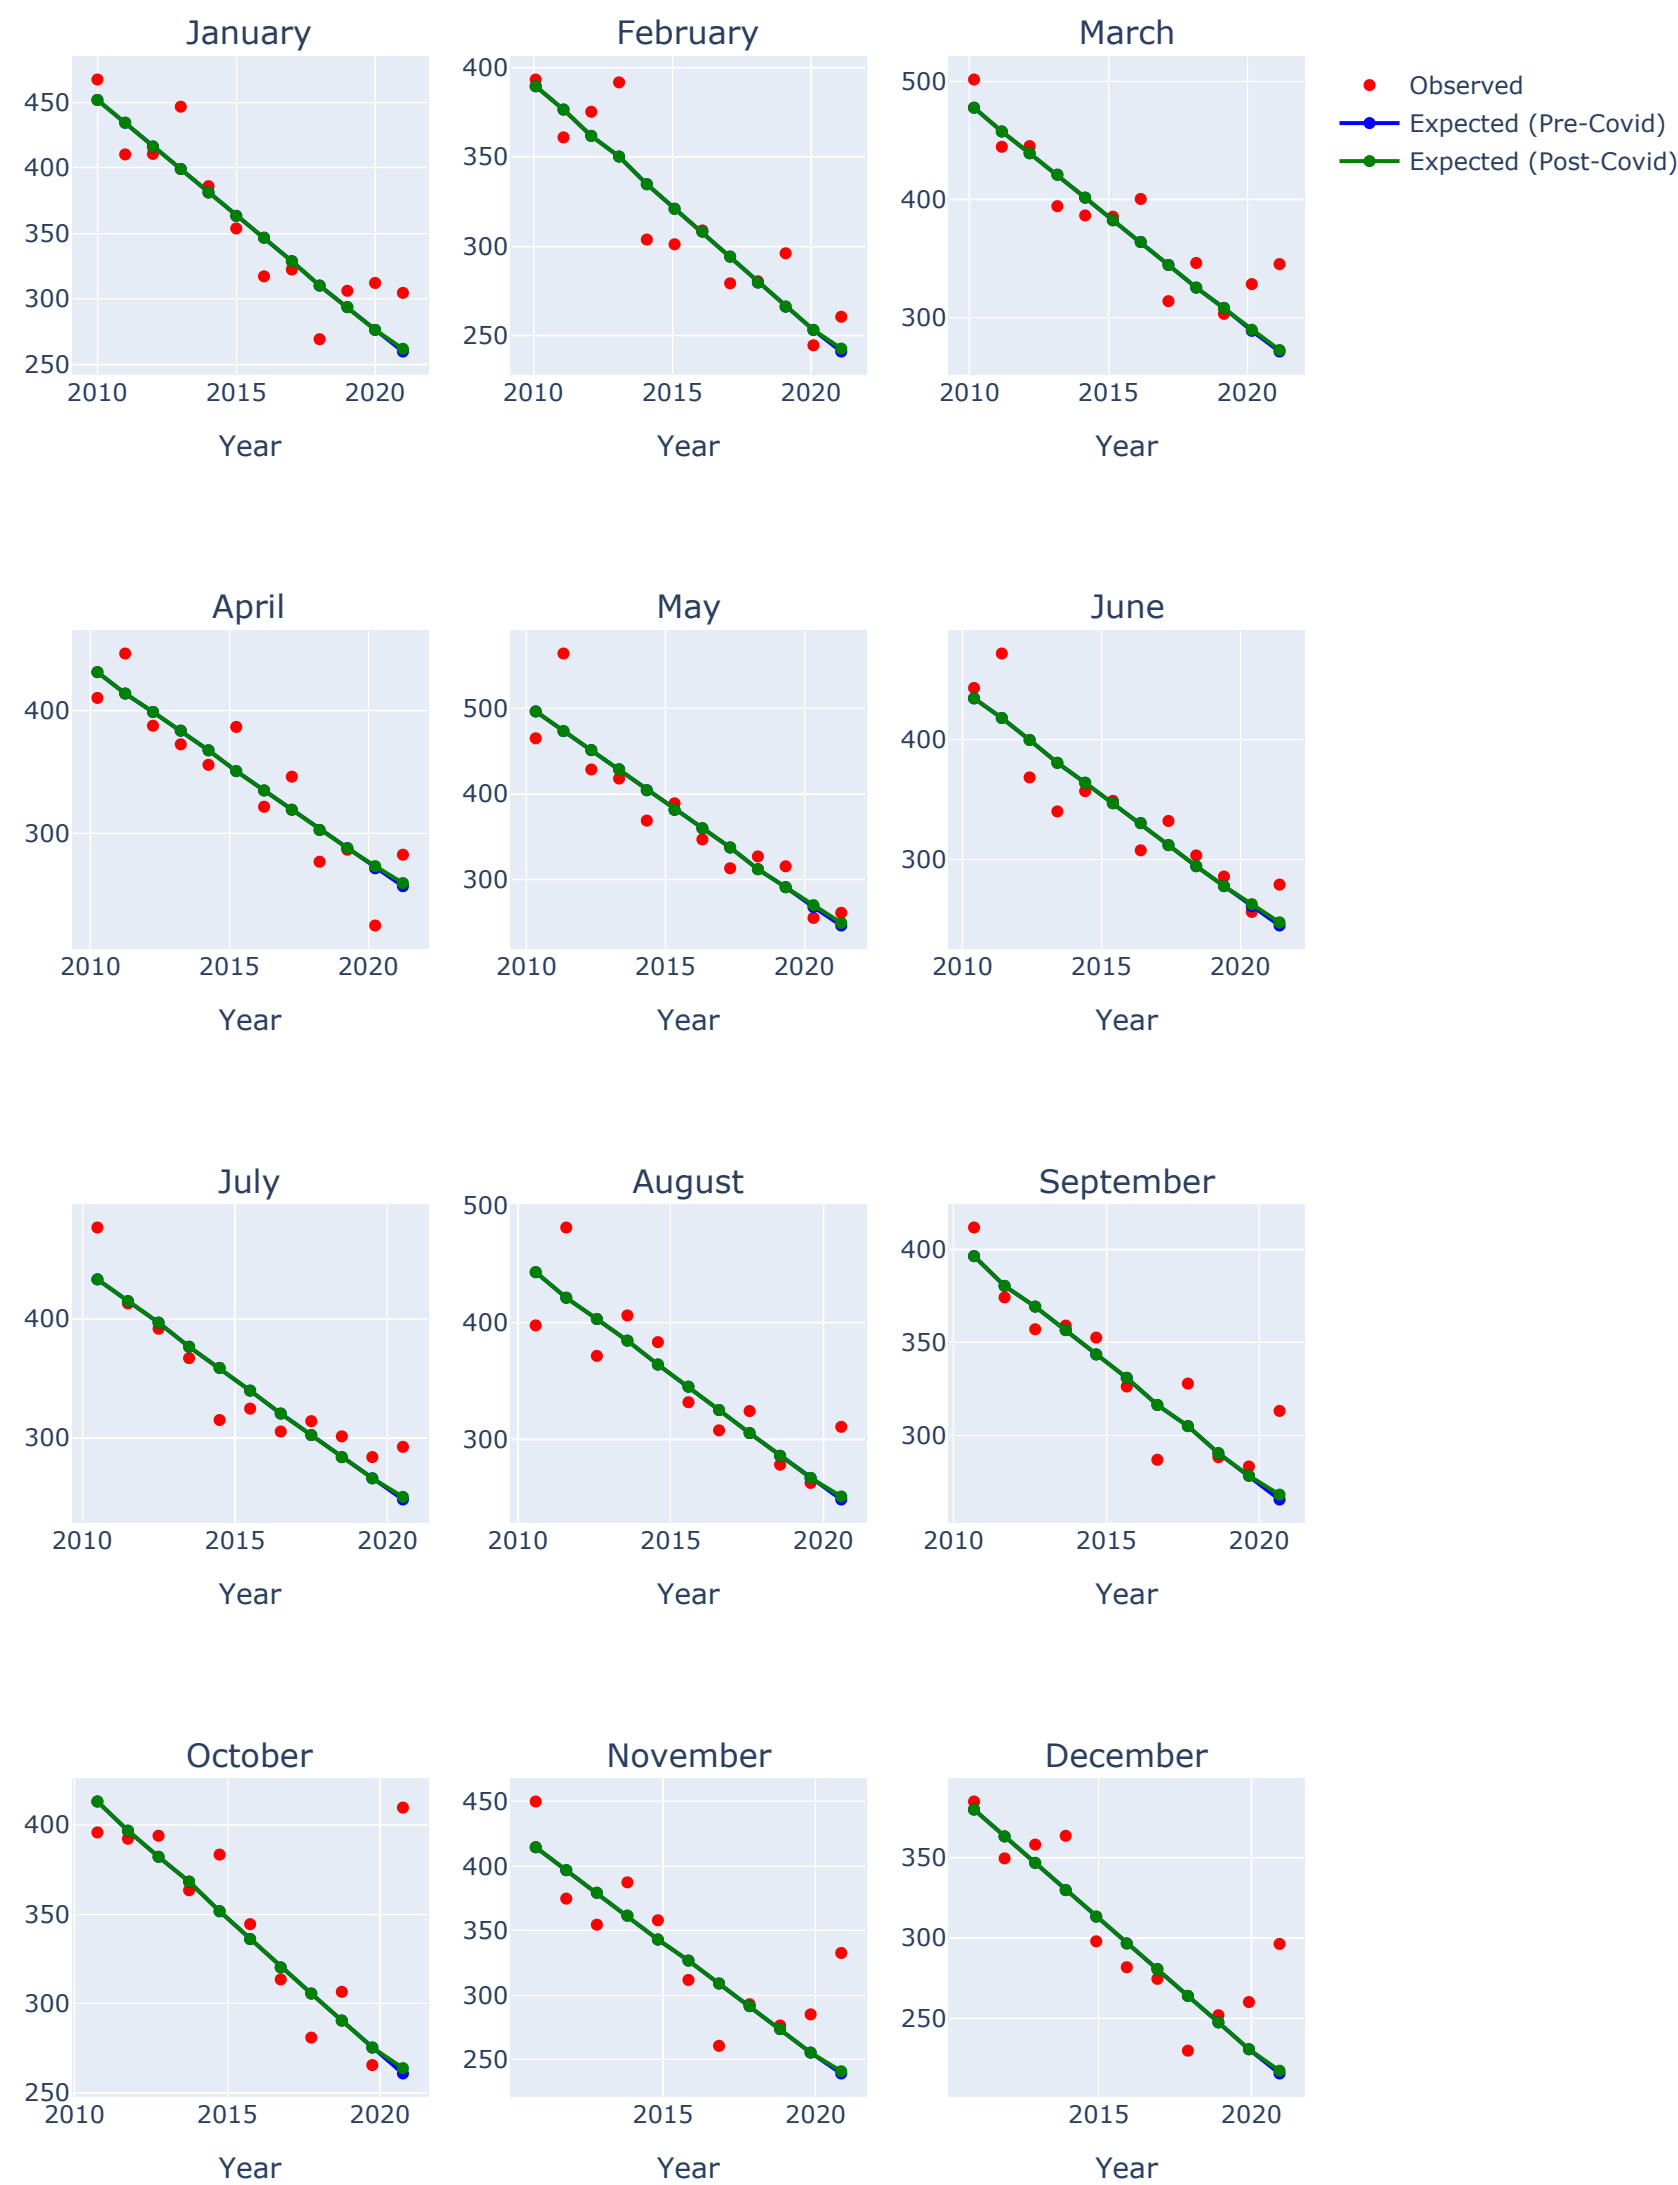 January
February
March
Observed
Expected (Pre-Covid)
Expected (Post-Covid)
450
400
350
300
250
400
350
300
250
500
400
300
2010 2015 2020
2010 2015 2020
2010 2015 2020
Year
Year
Year
April
May
June
400
300
500
400
300
400
300
2010 2015 2020
2010 2015 2020
2010 2015 2020
Year
Year
Year
July
August
September
400
300
500
400
300
400
350
300
2010 2015 2020
2010 2015 2020
2010 2015 2020
Year
Year
Year
October
November
December
400
350
300
250
450
400
350
300
250
350
300
250
2010 2015 2020
2015 2020
2015 2020
Year
Year
Year